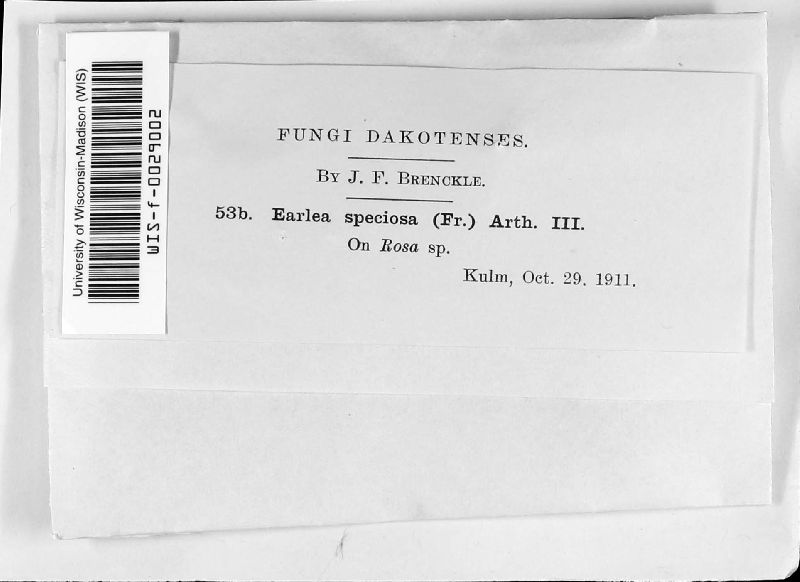 FUNGI DAKOTENSES.
By J. F. Brenckle.
53b. Earlea speciosa (Fr.) Arth. III.
On Rosa sp.
Kulm, Oct. 29. 1911.
University of Wisconsin-Madison (WIS)
WIS-f-0025002